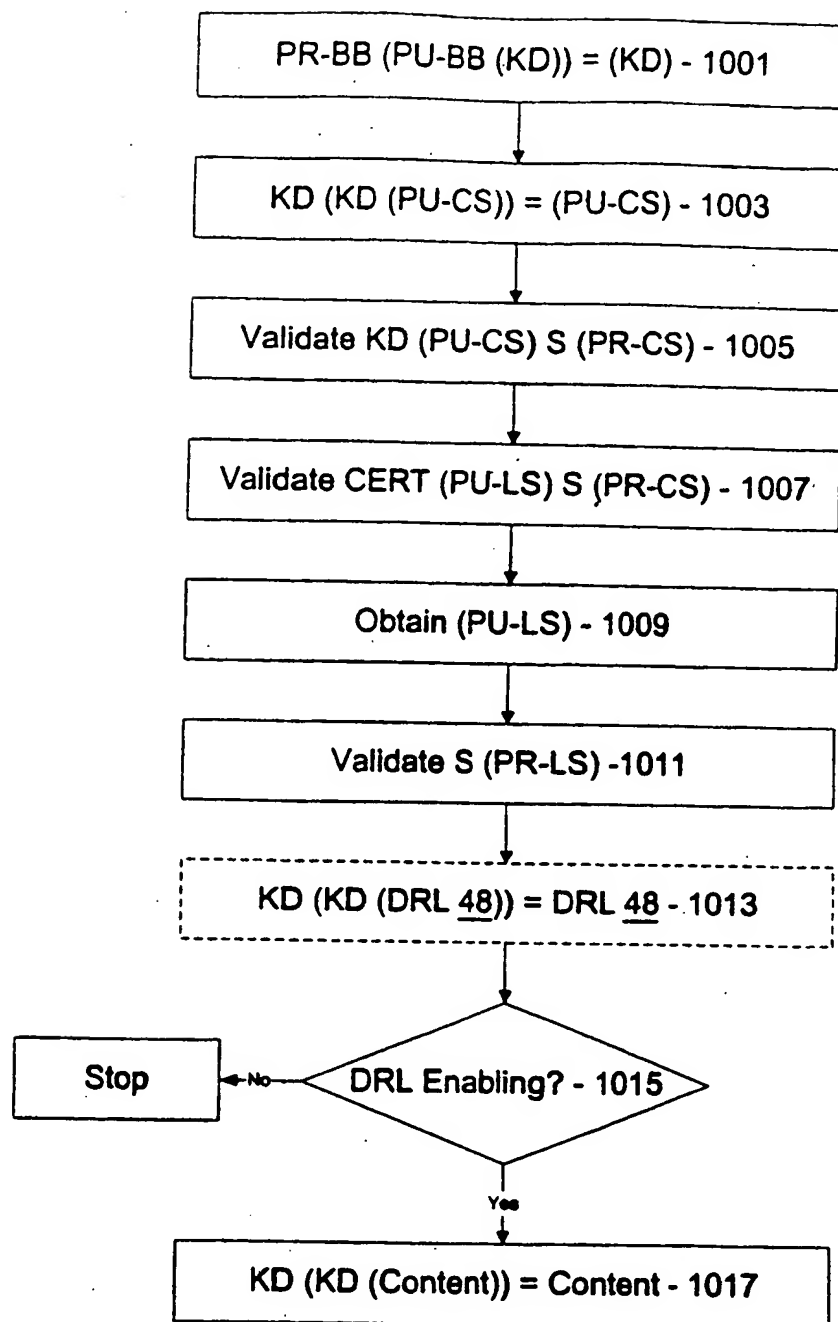 PR-BB (PU-BB (KD)) = (KD) - 1001
KD (KD (PU-CS)) = (PU-CS) - 1003
Validate KD (PU-CS) S (PR-CS) - 1005
Validate CERT (PU-LS) S (PR-CS) - 1007
Obtain (PU-LS) - 1009
Validate S (PR-LS) -1011
KD (KD (DRL 48)) = DRL 48 - 1013
DRL Enabling? - 1015
No
Stop
Yes
KD (KD (Content)) = Content - 1017